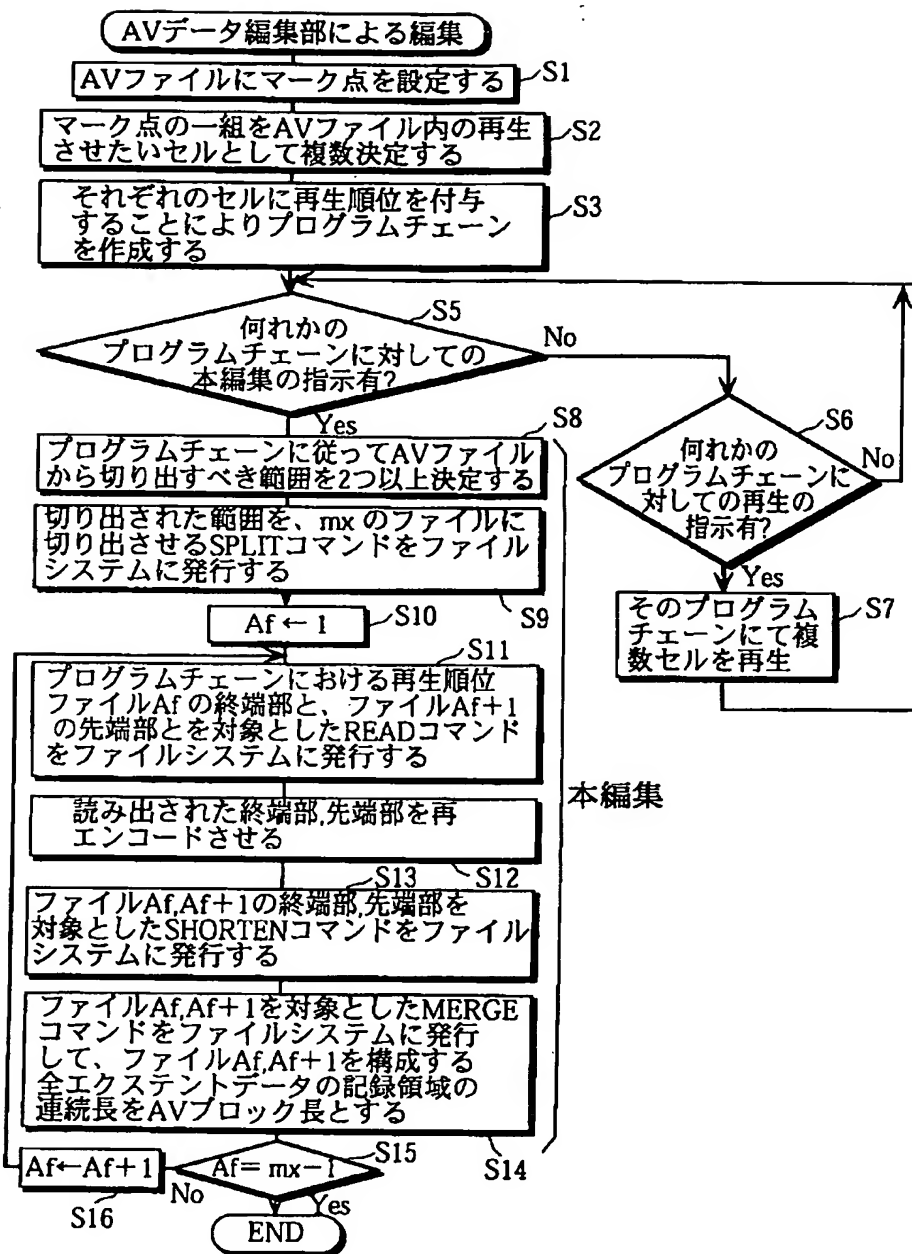 AVデータ編集部による編集
AVファイルにマーク点を設定する
S1
マーク点の一組をAVファイル内の再生
させたいセルとして複数決定する
S2
それぞれのセルに再生順位を付与
することによりプログラムチェーン
を作成する
S3
S5
何れかの
プログラムチェーンに対しての
本編集の指示有?
No
Yes
S6
何れかの
プログラムチェーンに
対しての再生の
指示有?
No
Yes
S7
そのプログラム
チェーンにて複
数セルを再生
S8
プログラムチェーンに従ってAVファイル
から切り出すべき範囲を2つ以上決定する
切り出された範囲を、mx のファイルに
切り出させるSPLITコマンドをファイル
システムに発行する
S9
Af ← 1
S10
S11
プログラムチェーンにおける再生順位
ファイルAf の終端部と、ファイルAf+1
の先端部とを対象としたREADコマンド
をファイルシステムに発行する
本編集
読み出された終端部,先端部を再
エンコードさせる
S12
S13
ファイルAf,Af+1の終端部,先端部を
対象としたSHORTENコマンドをファイル
システムに発行する
ファイルAf,Af+1を対象としたMERGE
コマンドをファイルシステムに発行
して、ファイルAf,Af+1を構成する
全エクステントデータの記録領域の
連続長をAVブロック長とする
S14
Af= mx−1
S15
No
Yes
Af←Af+1
S16
END